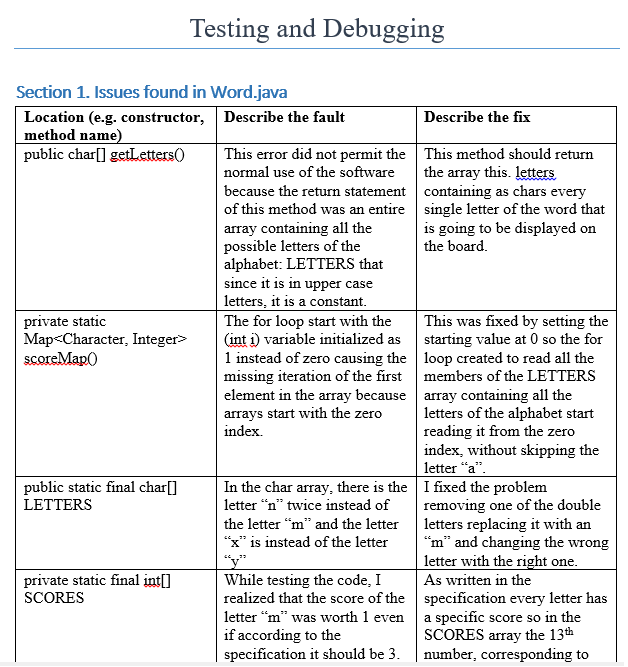 Testing and Debugging
Section 1. Issues found in Word.java
Location (e.g. constructor,
method name)
Describe the fault
Describe the fix
public char[] getLetters()
This error did not permit the
normal use of the software
because the return statement
of this method was an entire
array containing all the
possible letters of the
alphabet: LETTERS that
since it is in upper case
letters, it is a constant.
This method should return
the array this. letters
containing as chars every
single letter of the word that
is going to be displayed on
the board.
private static
Map<Character, Integer>
scoreMap()
The for loop start with the
(int i) variable initialized as
1 instead of zero causing the
missing iteration of the first
element in the array because
arrays start with the zero
index.
This was fixed by setting the
starting value at 0 so the for
loop created to read all the
members of the LETTERS
array containing all the
letters of the alphabet start
reading it from the zero
index, without skipping the
letter “a”.
public static final char[]
LETTERS
In the char array, there is the
letter “n” twice instead of
the letter “m” and the letter
“x” is instead of the letter
“y”
I fixed the problem
removing one of the double
letters replacing it with an
“m” and changing the wrong
letter with the right one.
private static final int[]
SCORES
While testing the code, I
realized that the score of the
letter “m” was worth 1 even
if according to the
specification it should be 3.
As written in the
specification every letter has
a specific score so in the
SCORES array the 13th
number, corresponding to